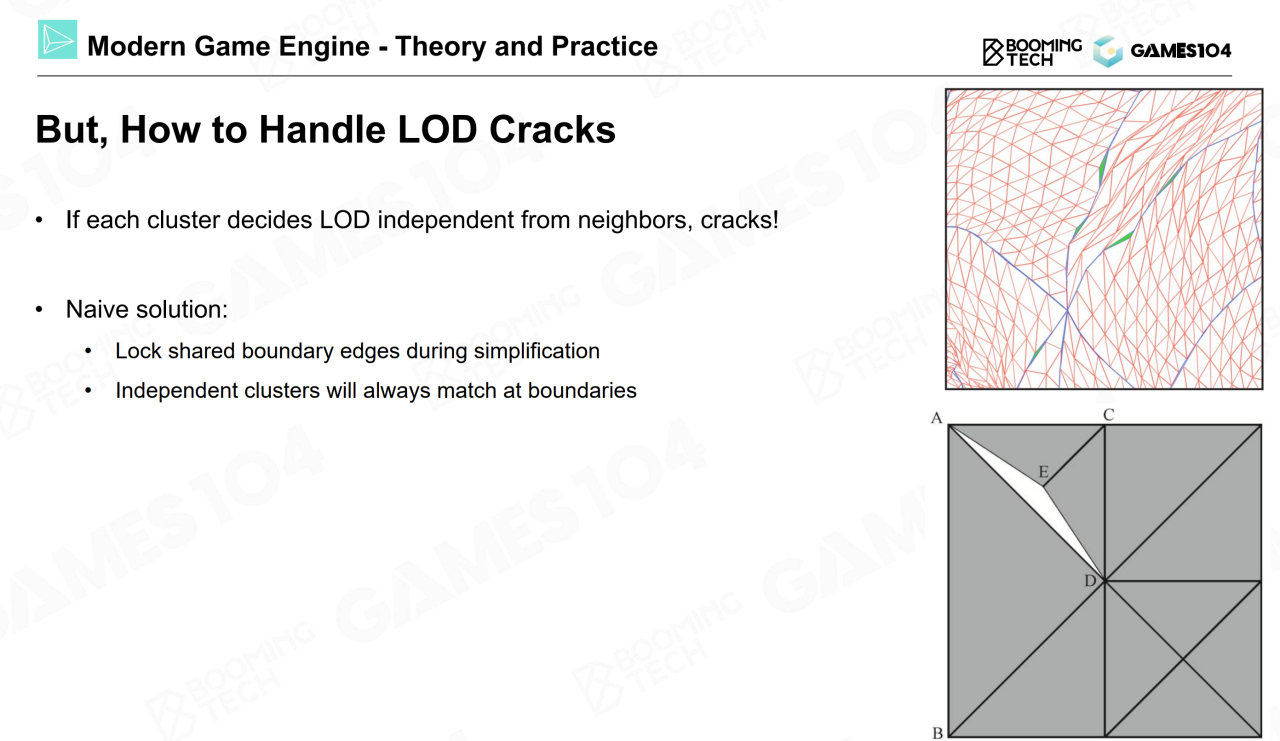 Modern Game Engine - Theory and Practice
BOOMING
TECH
GAMES104
But, How to Handle LOD Cracks
• If each cluster decides LOD independent from neighbors, cracks!
• Naive solution:
• Lock shared boundary edges during simplification
• Independent clusters will always match at boundaries
A
C
E
D
B